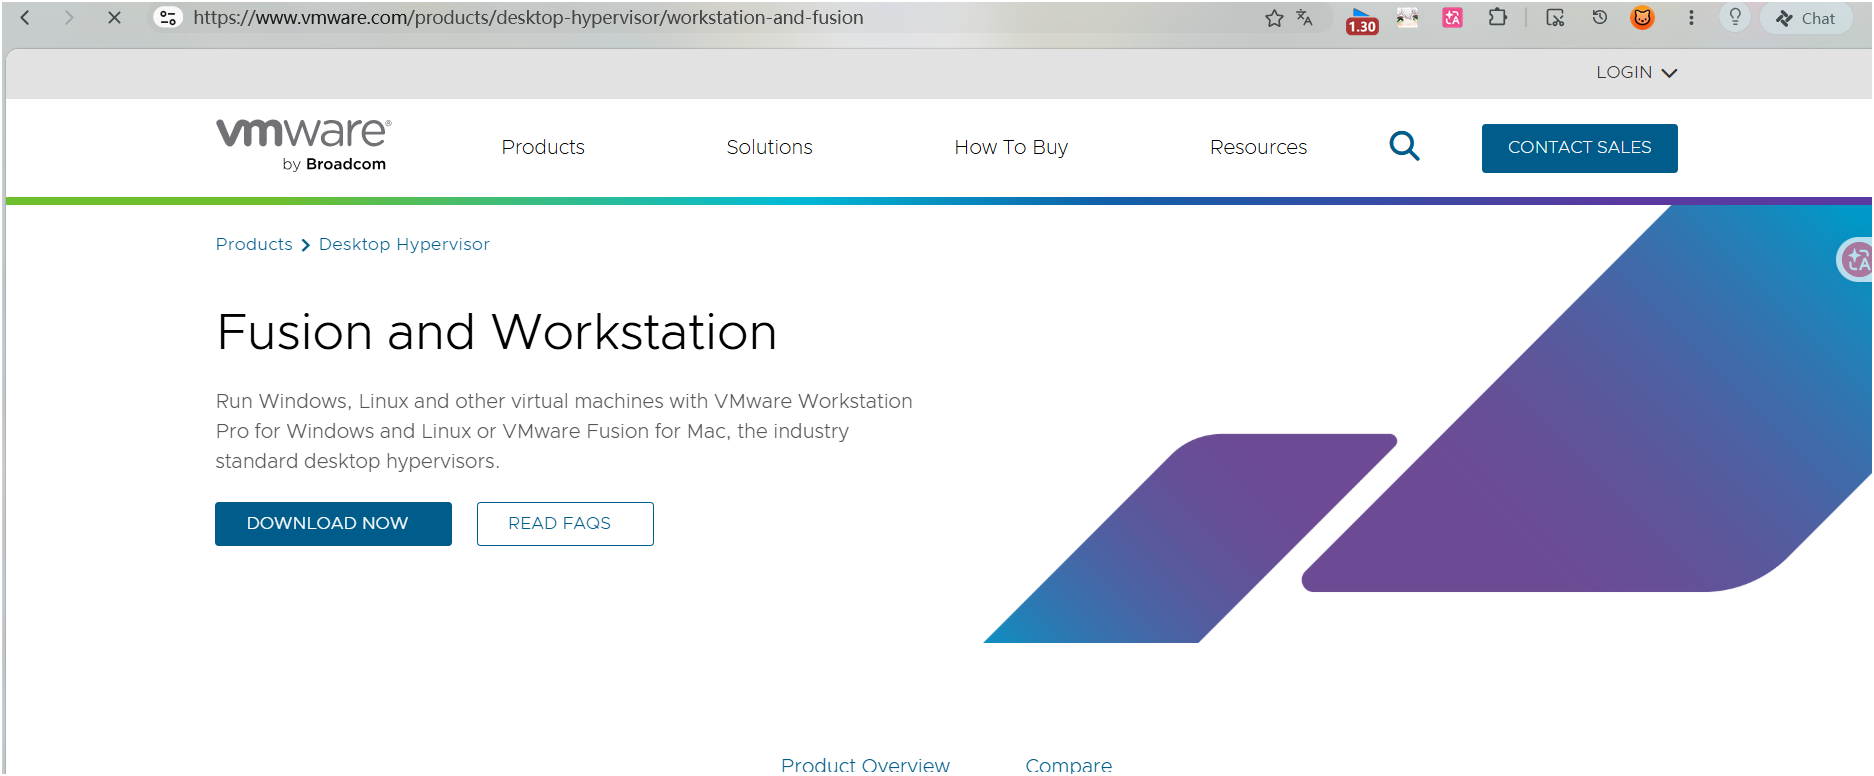 https://www.vmware.com/products/desktop-hypervisor/workstation-and-fusion
1.30
Chat
LOGIN
vmware®
by Broadcom
Products
Solutions
How To Buy
Resources
CONTACT SALES
Products
Desktop Hypervisor
Fusion and Workstation
Run Windows, Linux and other virtual machines with VMware Workstation
Pro for Windows and Linux or VMware Fusion for Mac, the industry
standard desktop hypervisors.
DOWNLOAD NOW
READ FAQS
Product Overview
Compare